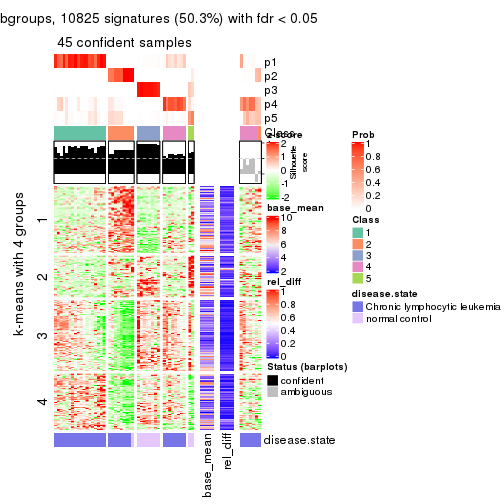 bgroups, 10825 signatures (50.3%) with fdr < 0.05
45 confident samples
p1
p2
p3
p4
p5
Class
k-means with 4 groups
1
2
3
4
Silhouette
score
z-score
2
1
0
-1
-2
base_mean
10
8
6
4
2
rel_diff
1
0.8
0.6
0.4
0.2
0
Status (barplots)
confident
ambiguous
Prob
1
0.8
0.6
0.4
0.2
0
Class
1
2
3
4
5
disease.state
Chronic lymphocytic leukemia
normal control
disease.state
base_mean
rel_diff